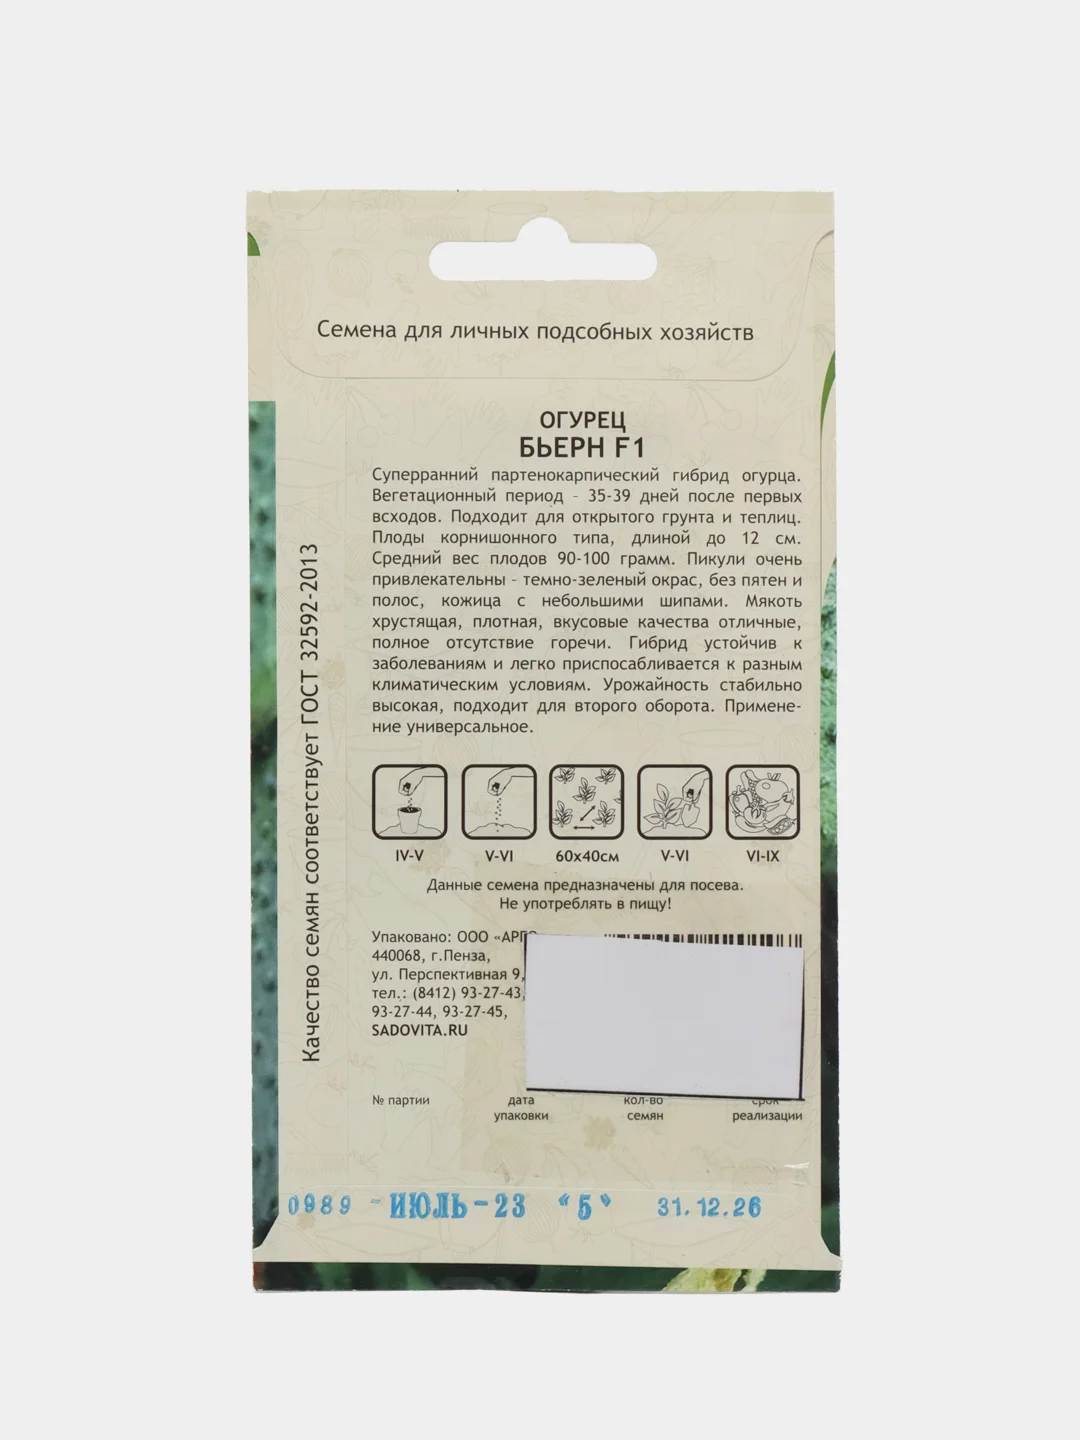 Семена для личных подсобных хозяйств
ОГУРЕЦ
БЬЕРН F1
Суперранний партенокарпический гибрид огурца.
Вегетационный период - 35-39 дней после первых
всходов. Подходит для открытого грунта и теплиц.
Плоды корнишонного типа, длиной до 12 см.
Средний вес плодов 90-100 грамм. Пикули очень
привлекательны - темно-зеленый окрас, без пятен и
полос, кожица с небольшими шипами. Мякоть
хрустящая, плотная, вкусовые качества отличные,
полное отсутствие горечи. Гибрид устойчив к
заболеваниям и легко приспосабливается к разным
климатическим условиям. Урожайность стабильно
высокая, подходит для второго оборота. Примене-
ние универсальное.
Качество семян соответствует ГОСТ 32592-2013
IV-V V-VI 60х40см V-VI VI-IX
Данные семена предназначены для посева.
Не употреблять в пищу!
Упаковано: ООО
440068, г.Пенза,
ул. Перспективная 9,
тел.: (8412) 93-27-43,
93-27-44, 93-27-45,
SADOVITA.RU
№ партии дата кол-во срок
упаковки семян реализации
0989 - ИЮЛЬ-23 "5" 31.12.26